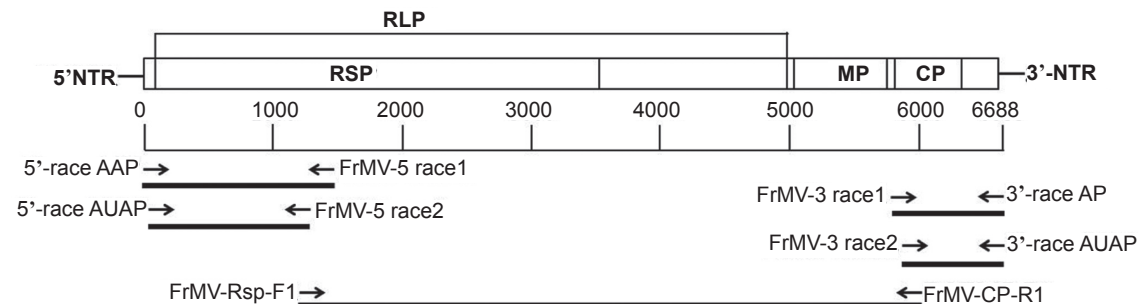 RLP
5’NTR RSP MP CP 3’-NTR
0 1000 2000 3000 4000 5000 6000 6688
5’-race AAP FrMV-5 race1
FrMV-3 race1 3’-race AP
5’-race AUAP FrMV-5 race2
FrMV-3 race2 3’-race AUAP
FrMV-Rsp-F1 FrMV-CP-R1